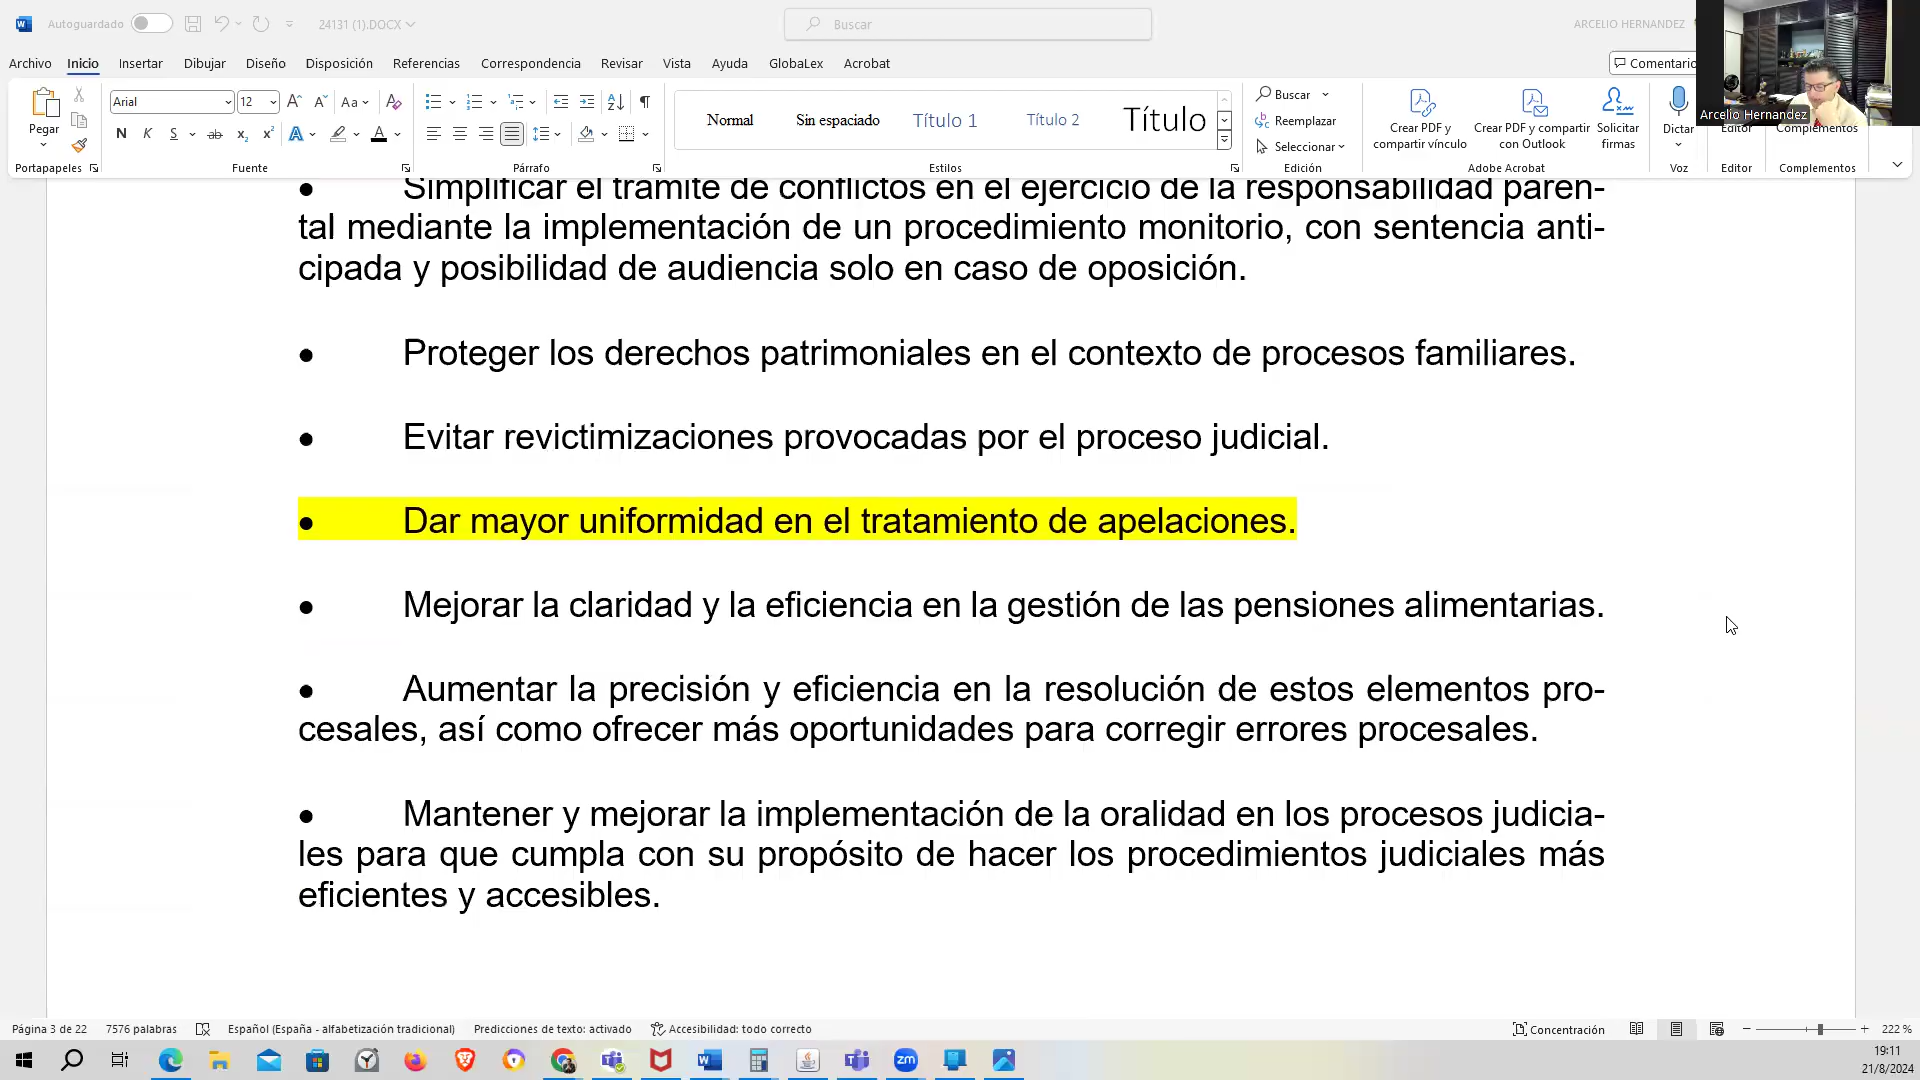 Autoguardado
24131 (1).DOCX
Buscar
ARCELIO HERNANDEZ
Archivo Inicio Insertar Dibujar Diseño Disposición Referencias Correspondencia Revisar Vista Ayuda GlobaLex Acrobat
Comentario
Pegar
Arial 12
Aa
N K S ab x₂ x² A A
Normal Sin espaciado Título 1 Título 2 Título
Buscar
Reemplazar
Seleccionar
Crear PDF y compartir vínculo
Crear PDF y compartir con Outlook
Solicitar firmas
Dictar
Editor
Complementos
Arcelio Hernandez
Portapapeles Fuente Párrafo Estilos Edición Adobe Acrobat Voz Editor Complementos
● Simplificar el trámite de conflictos en el ejercicio de la responsabilidad paren-
tal mediante la implementación de un procedimiento monitorio, con sentencia anti-
cipada y posibilidad de audiencia solo en caso de oposición.
● Proteger los derechos patrimoniales en el contexto de procesos familiares.
● Evitar revictimizaciones provocadas por el proceso judicial.
● Dar mayor uniformidad en el tratamiento de apelaciones.
● Mejorar la claridad y la eficiencia en la gestión de las pensiones alimentarias.
● Aumentar la precisión y eficiencia en la resolución de estos elementos pro-
cesales, así como ofrecer más oportunidades para corregir errores procesales.
● Mantener y mejorar la implementación de la oralidad en los procesos judicia-
les para que cumpla con su propósito de hacer los procedimientos judiciales más
eficientes y accesibles.
Página 3 de 22 7576 palabras Español (España - alfabetización tradicional) Predicciones de texto: activado Accesibilidad: todo correcto Concentración 222 %
zm
19:11
21/8/2024